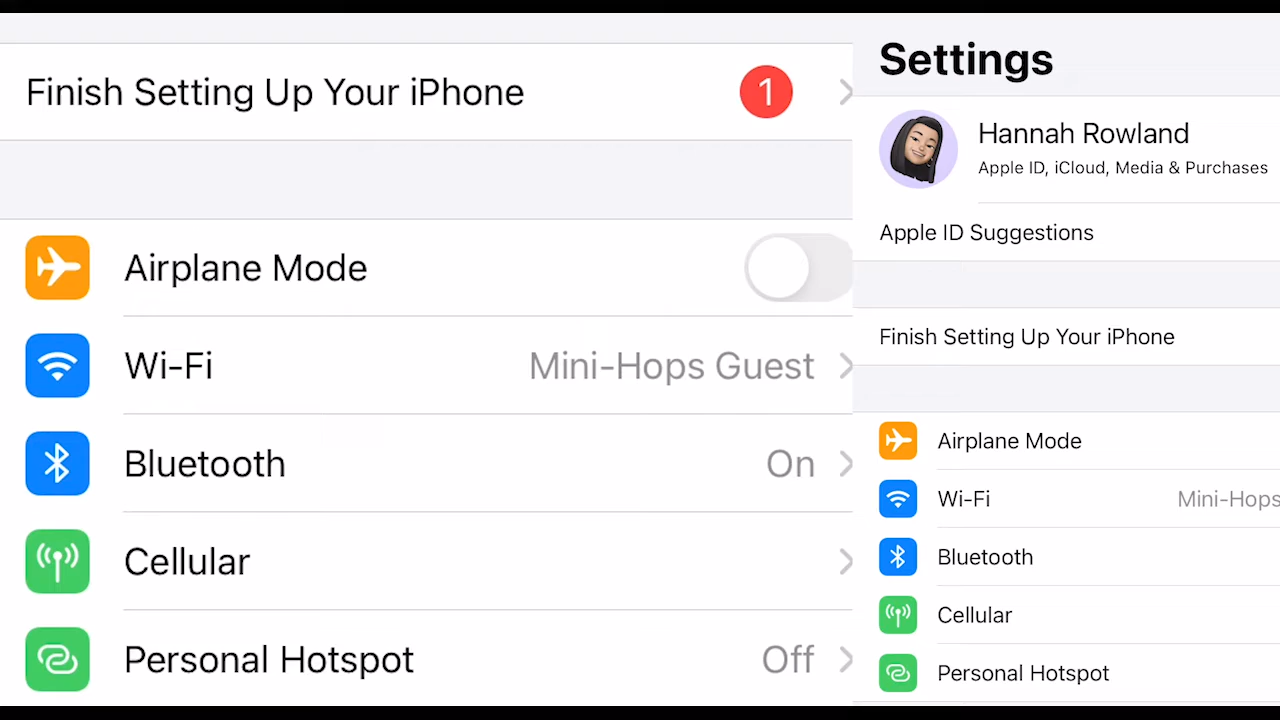 Finish Setting Up Your iPhone 1
Airplane Mode
Wi-Fi Mini-Hops Guest
Bluetooth On
Cellular
Personal Hotspot Off
Settings
Hannah Rowland
Apple ID, iCloud, Media & Purchases
Apple ID Suggestions
Finish Setting Up Your iPhone
Airplane Mode
Wi-Fi Mini-Hops
Bluetooth
Cellular
Personal Hotspot